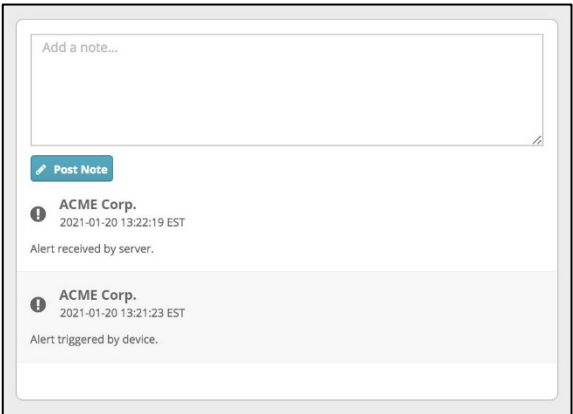 Add a note...
Post Note
ACME Corp.
2021-01-20 13:22:19 EST
Alert received by server.
ACME Corp.
2021-01-20 13:21:23 EST
Alert triggered by device.